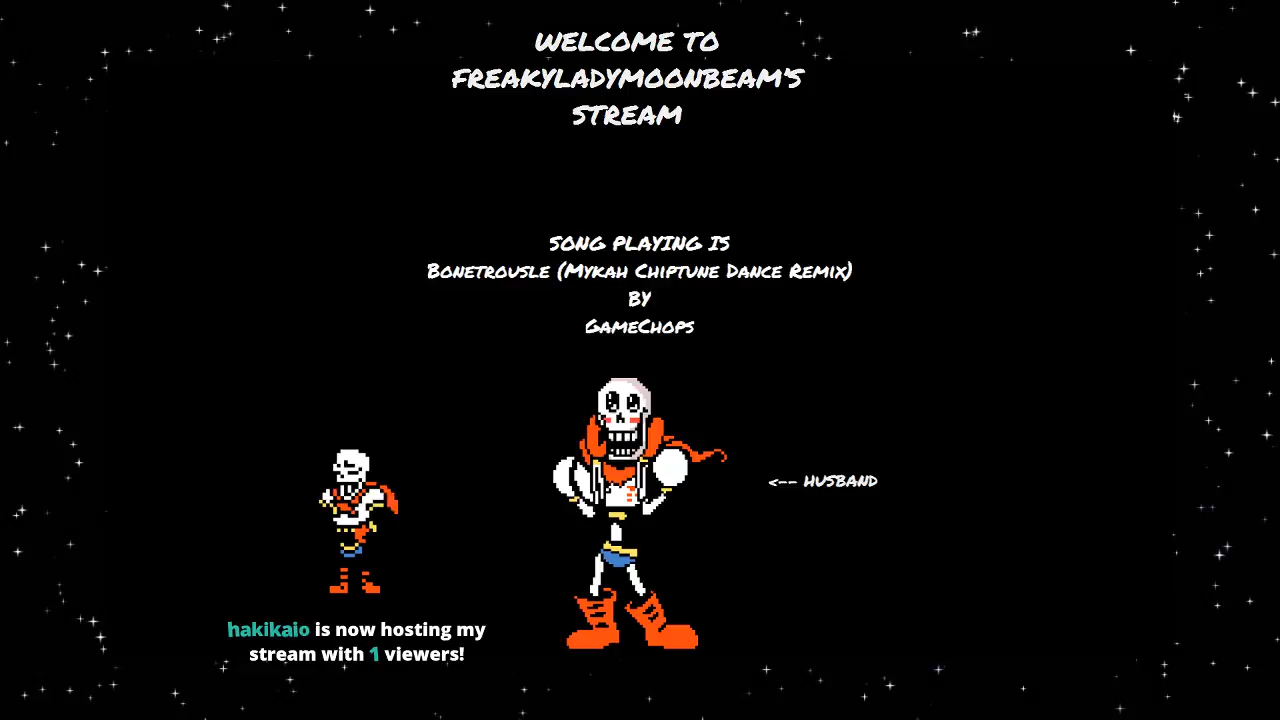 WELCOME TO
FREAKYLADYMOONBEAM'S
STREAM
SONG PLAYING IS
Bonetrousle (Mykah Chiptune Dance Remix)
BY
GameChops
<-- HUSBAND
hakikaio is now hosting my
stream with 1 viewers!